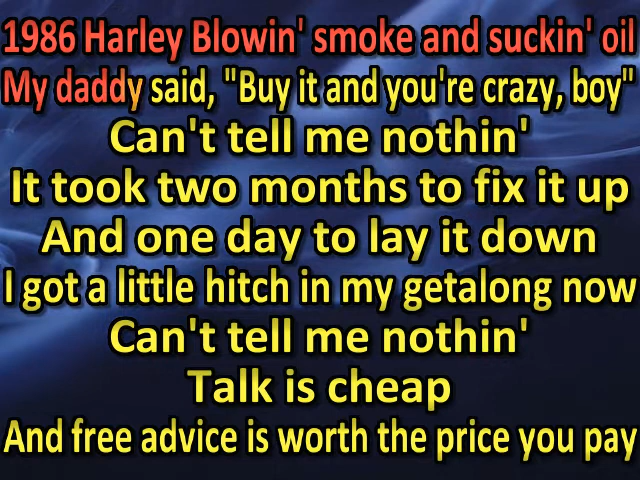 1986 Harley Blowin' smoke and suckin' oil
My daddy said, "Buy it and you're crazy, boy"
Can't tell me nothin'
It took two months to fix it up
And one day to lay it down
I got a little hitch in my getalong now
Can't tell me nothin'
Talk is cheap
And free advice is worth the price you pay